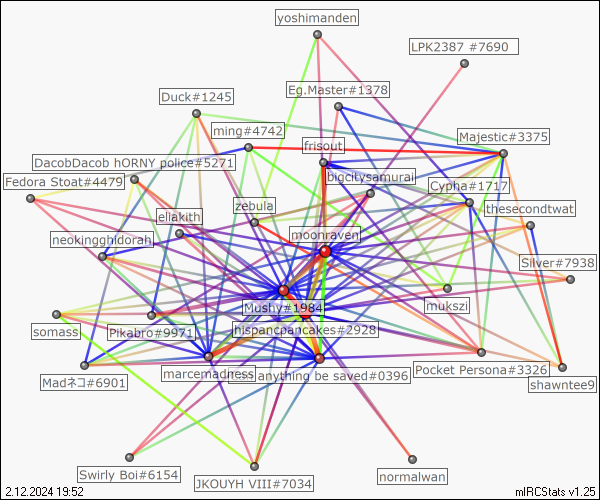 yoshimanden
LPK2387 #7690
Eg.Master#1378
Duck#1245
ming#4742
Majestic#3375
frisout
DacobDacob hORNY police#5271
bigcitysamurai
Fedora Stoat#4479
Cypha#1717
zebula
thesecondtwat
eliakith
moonraven
neokingghidorah
Silver#7938
Mushy#1984
mukszi
somass
Pikabro#9971
hispancpancakes#2928
Pocket Persona#3326
marcemadness
anything be saved#0396
Madネコ#6901
shawntee9
Swirly Boi#6154
JKOUYH VIII#7034
normalwan
2.12.2024 19:52
mIRCStats v1.25